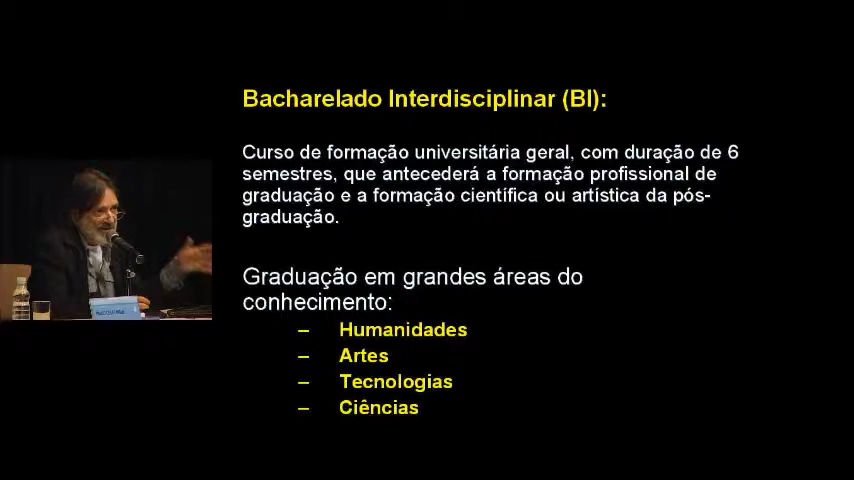 Bacharelado Interdisciplinar (BI):
Curso de formação universitária geral, com duração de 6
semestres, que antecederá a formação profissional de
graduação e a formação científica ou artística da pós-
graduação.
Graduação em grandes áreas do
conhecimento:
– Humanidades
– Artes
– Tecnologias
– Ciências